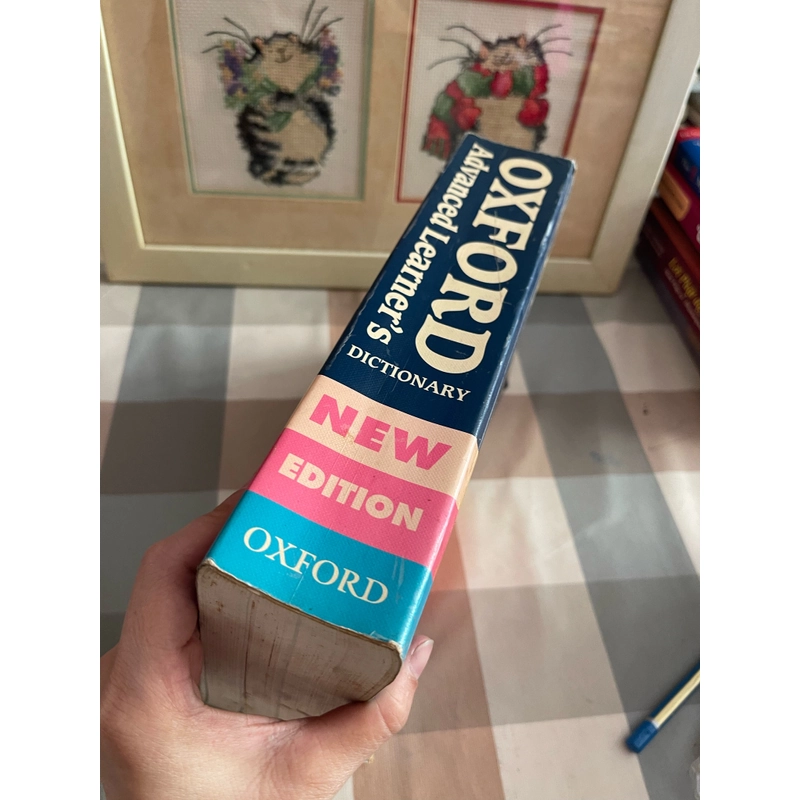 OXFORD
Advanced Learner's
DICTIONARY
NEW
EDITION
OXFORD